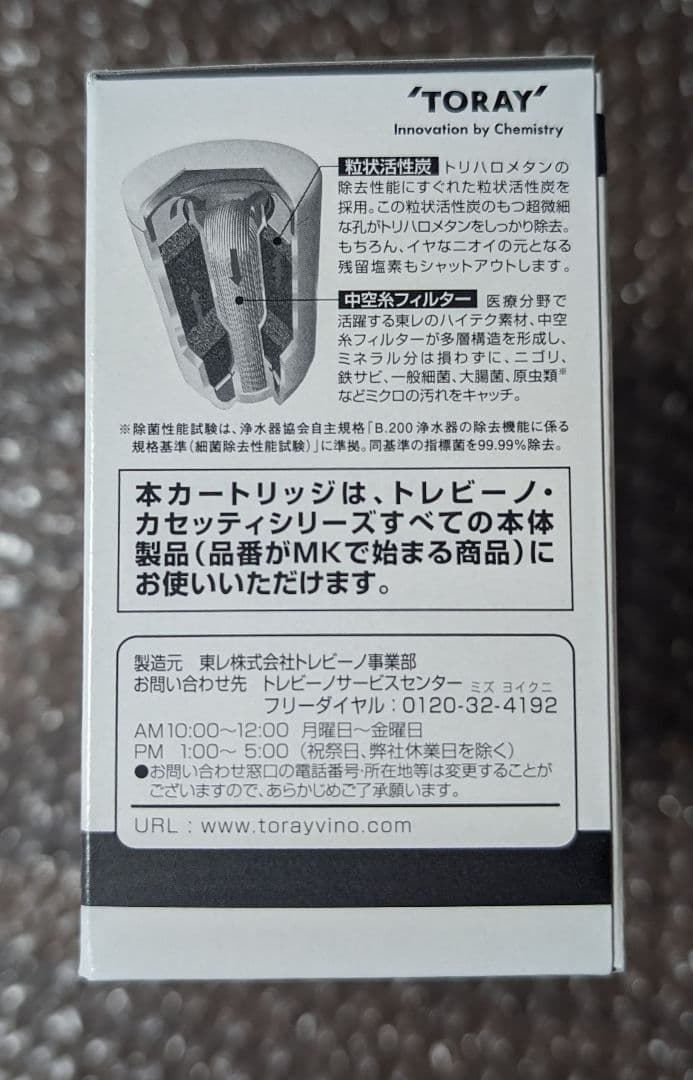 'TORAY'
Innovation by Chemistry
粒状活性炭 トリハロメタンの
除去性能にすぐれた粒状活性炭を
採用。この粒状活性炭のもつ超微細
な孔がトリハロメタンをしっかり除去。
もちろん、イヤなニオイの元となる
残留塩素もシャットアウトします。
中空糸フィルター 医療分野で
活躍する東レのハイテク素材、中空
糸フィルターが多層構造を形成し、
ミネラル分は損わずに、ニゴリ、
鉄サビ、一般細菌、大腸菌、原虫類※
などミクロの汚れをキャッチ。
※除菌性能試験は、浄水器協会自主規格「B.200 浄水器の除去機能に係る
規格基準(細菌除去性能試験)」に準拠。同基準の指標菌を99.99%除去。
本カートリッジは、トレビーノ・
カセッティシリーズすべての本体
製品(品番がMKで始まる商品)に
お使いいただけます。
製造元 東レ株式会社トレビーノ事業部
お問い合わせ先 トレビーノサービスセンター
ミズ ヨイクニ
フリーダイヤル:0120-32-4192
AM10:00~12:00 月曜日~金曜日
PM 1:00~ 5:00 (祝祭日、弊社休業日を除く)
●お問い合わせ窓口の電話番号・所在地等は変更することが
ございますので、あらかじめご了承願います。
URL : www.torayvino.com